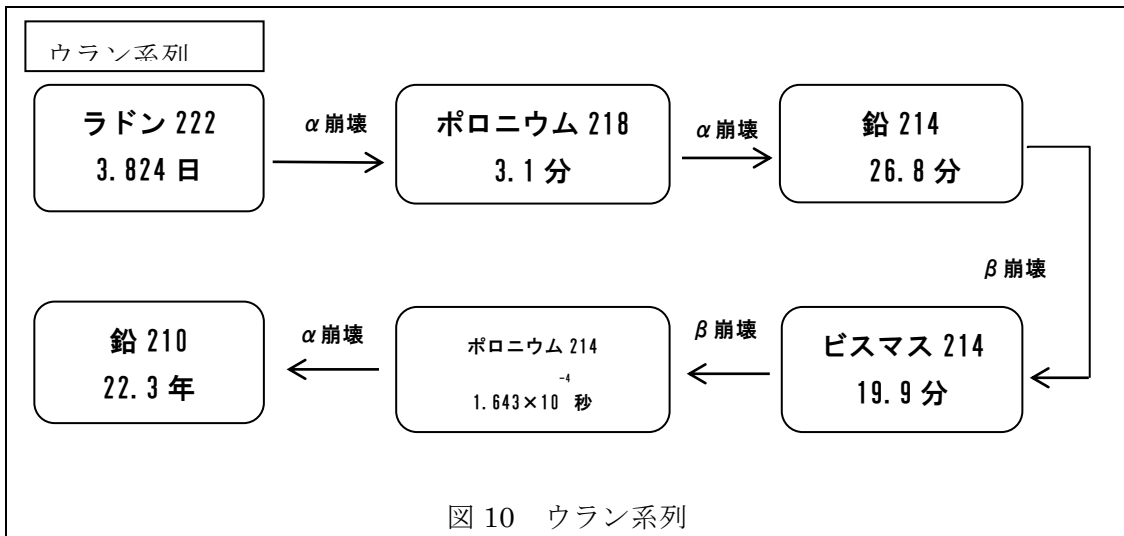 ウラン系列
ラドン 222
3.824 日
α崩壊
ポロニウム 218
3.1 分
α崩壊
鉛 214
26.8 分
β崩壊
ビスマス 214
19.9 分
β崩壊
ポロニウム 214
1.643×10⁻⁴ 秒
α崩壊
鉛 210
22.3 年
図 10　ウラン系列